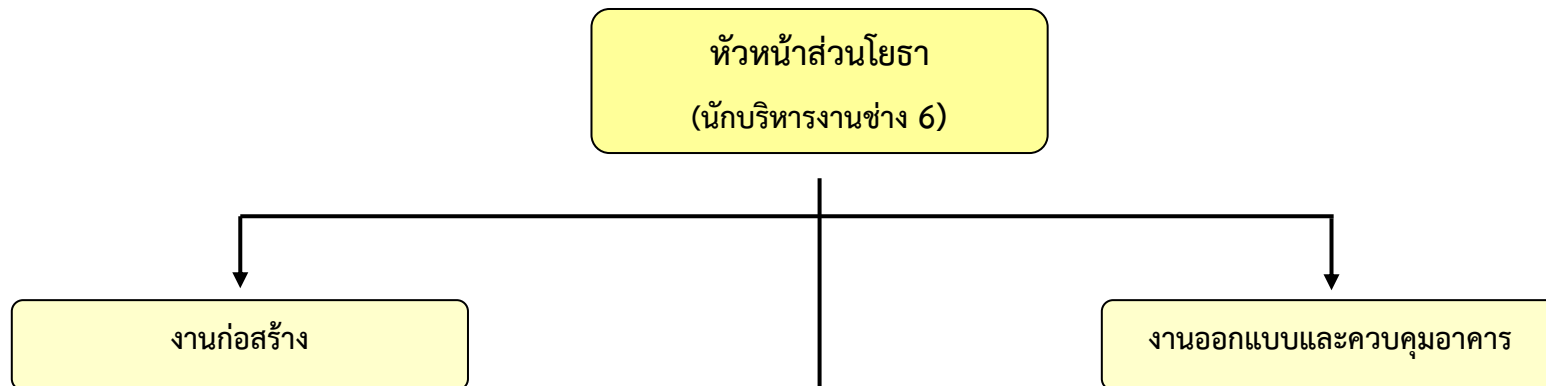 หัวหน้าส่วนโยธา
(นักบริหารงานช่าง 6)
งานก่อสร้าง
งานออกแบบและควบคุมอาคาร